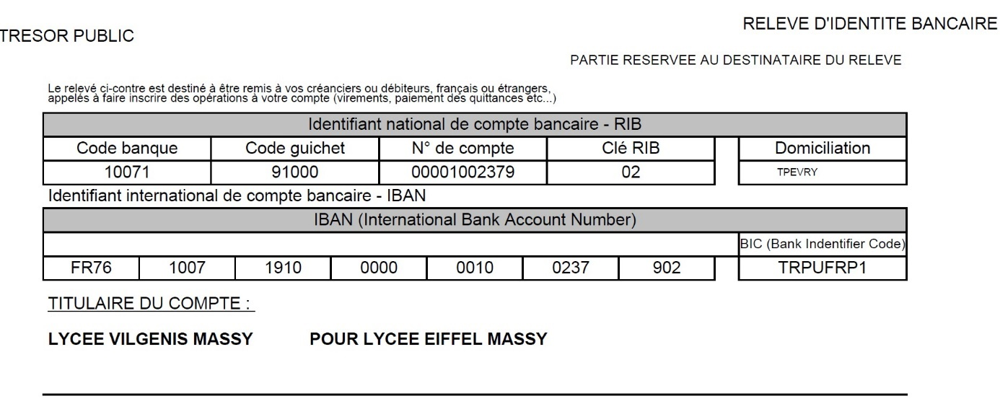 RELEVE D'IDENTITE BANCAIRE
TRESOR PUBLIC
PARTIE RESERVEE AU DESTINATAIRE DU RELEVE
Le relevé ci-contre est destiné à être remis à vos créanciers ou débiteurs, français ou étrangers,
appelés à faire inscrire des opérations à votre compte (virements, paiement des quittances etc...)
Identifiant national de compte bancaire - RIB
Code banque Code guichet N° de compte Clé RIB Domiciliation
10071 91000 00001002379 02 TPEVRY
Identifiant international de compte bancaire - IBAN
IBAN (International Bank Account Number)
BIC (Bank Indentifier Code)
FR76 1007 1910 0000 0010 0237 902 TRPUFRP1
TITULAIRE DU COMPTE :
LYCEE VILGENIS MASSY POUR LYCEE EIFFEL MASSY